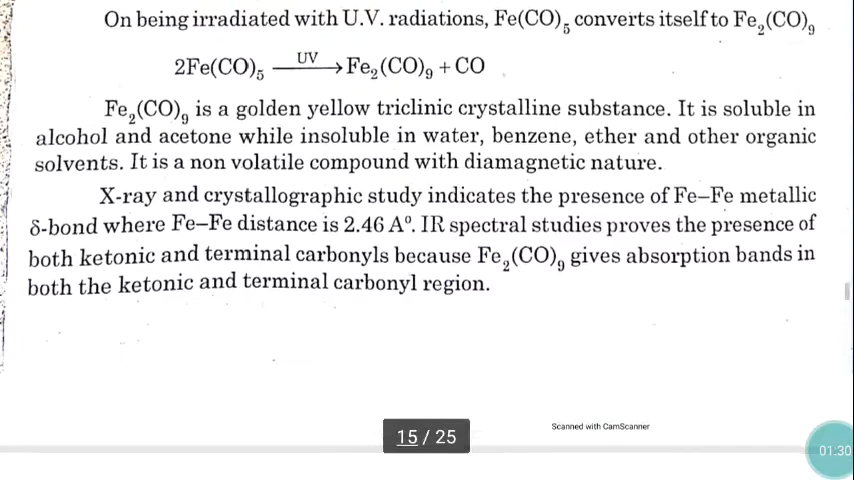 On being irradiated with U.V. radiations, Fe(CO)₅ converts itself to Fe₂(CO)₉
2Fe(CO)₅ —UV→ Fe₂(CO)₉ + CO
Fe₂(CO)₉ is a golden yellow triclinic crystalline substance. It is soluble in
alcohol and acetone while insoluble in water, benzene, ether and other organic
solvents. It is a non volatile compound with diamagnetic nature.
X-ray and crystallographic study indicates the presence of Fe–Fe metallic
δ-bond where Fe–Fe distance is 2.46 A°. IR spectral studies proves the presence of
both ketonic and terminal carbonyls because Fe₂(CO)₉ gives absorption bands in
both the ketonic and terminal carbonyl region.
15 / 25
Scanned with CamScanner
01:30